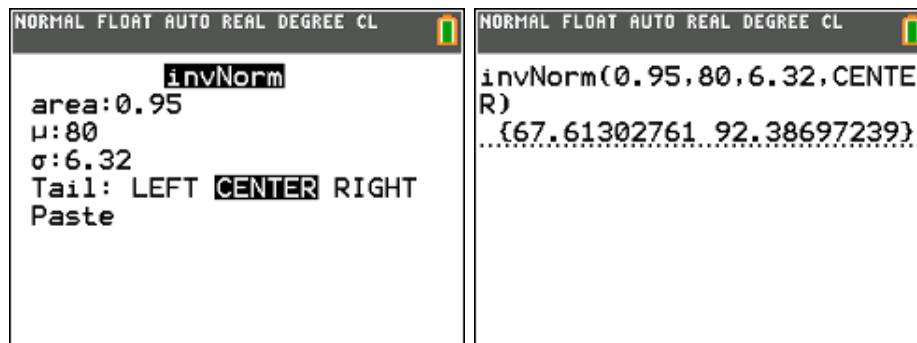 NORMAL FLOAT AUTO REAL DEGREE CL
invNorm
area:0.95
μ:80
σ:6.32
Tail: LEFT CENTER RIGHT
Paste
NORMAL FLOAT AUTO REAL DEGREE CL
invNorm(0.95,80,6.32,CENTE
R)
{67.61302761 92.38697239}